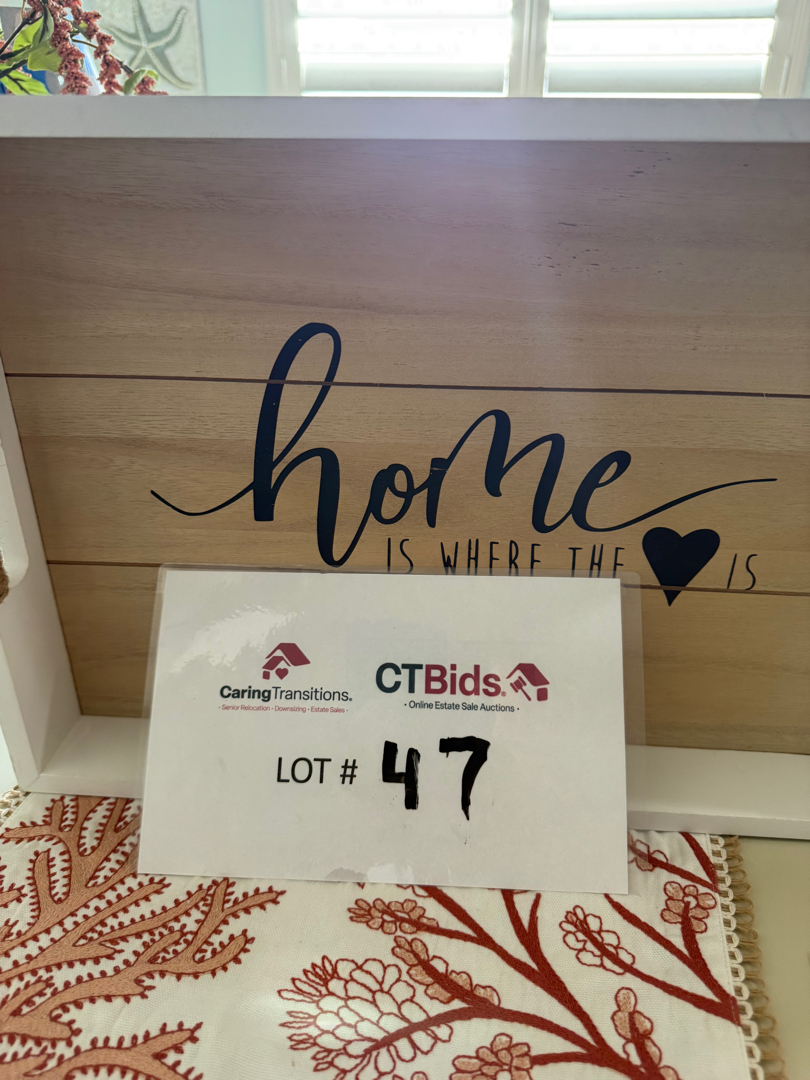 home
IS WHERE THE IS
CaringTransitions®
• Senior Relocation • Downsizing • Estate Sales •
CTBids®
• Online Estate Sale Auctions •
LOT # 47